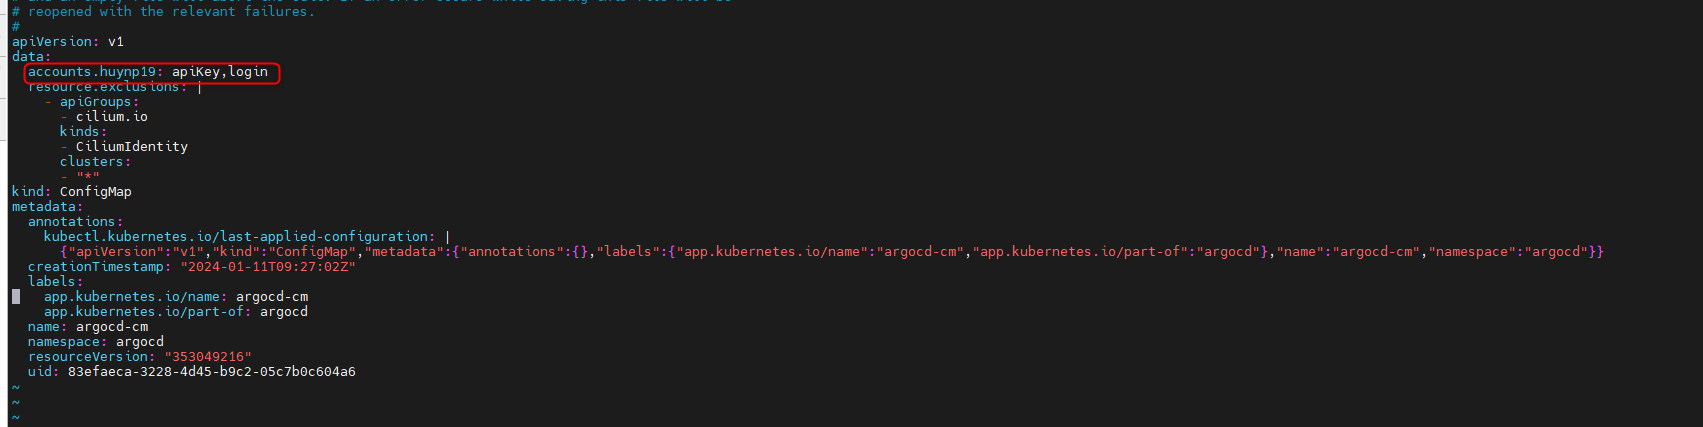 # reopened with the relevant failures.
#
apiVersion: v1
data:
  accounts.huynp19: apiKey,login
  resource.exclusions: |
    - apiGroups:
      - cilium.io
      kinds:
      - CiliumIdentity
      clusters:
      - "*"
kind: ConfigMap
metadata:
  annotations:
    kubectl.kubernetes.io/last-applied-configuration: |
      {"apiVersion":"v1","kind":"ConfigMap","metadata":{"annotations":{},"labels":{"app.kubernetes.io/name":"argocd-cm","app.kubernetes.io/part-of":"argocd"},"name":"argocd-cm","namespace":"argocd"}}
  creationTimestamp: "2024-01-11T09:27:02Z"
  labels:
    app.kubernetes.io/name: argocd-cm
    app.kubernetes.io/part-of: argocd
  name: argocd-cm
  namespace: argocd
  resourceVersion: "353049216"
  uid: 83efaeca-3228-4d45-b9c2-05c7b0c604a6
~
~
~